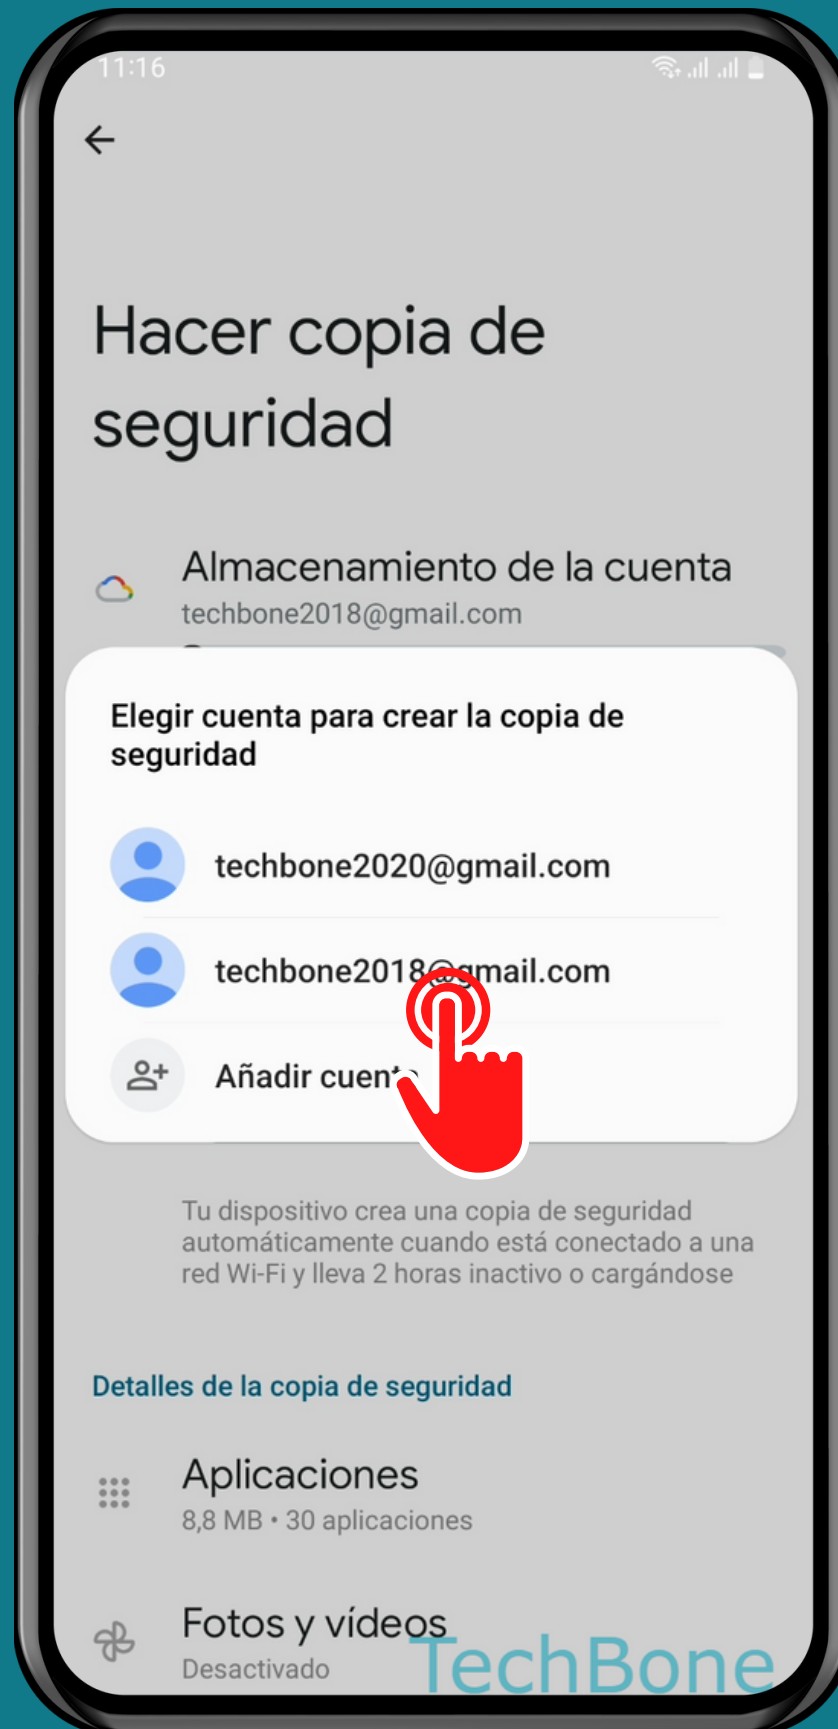 11:16
Hacer copia de
seguridad
Almacenamiento de la cuenta
techbone2018@gmail.com
Elegir cuenta para crear la copia de
seguridad
techbone2020@gmail.com
techbone2018@gmail.com
Añadir cuenta
Tu dispositivo crea una copia de seguridad
automáticamente cuando está conectado a una
red Wi-Fi y lleva 2 horas inactivo o cargándose
Detalles de la copia de seguridad
Aplicaciones
8,8 MB • 30 aplicaciones
Fotos y vídeos
Desactivado
TechBone